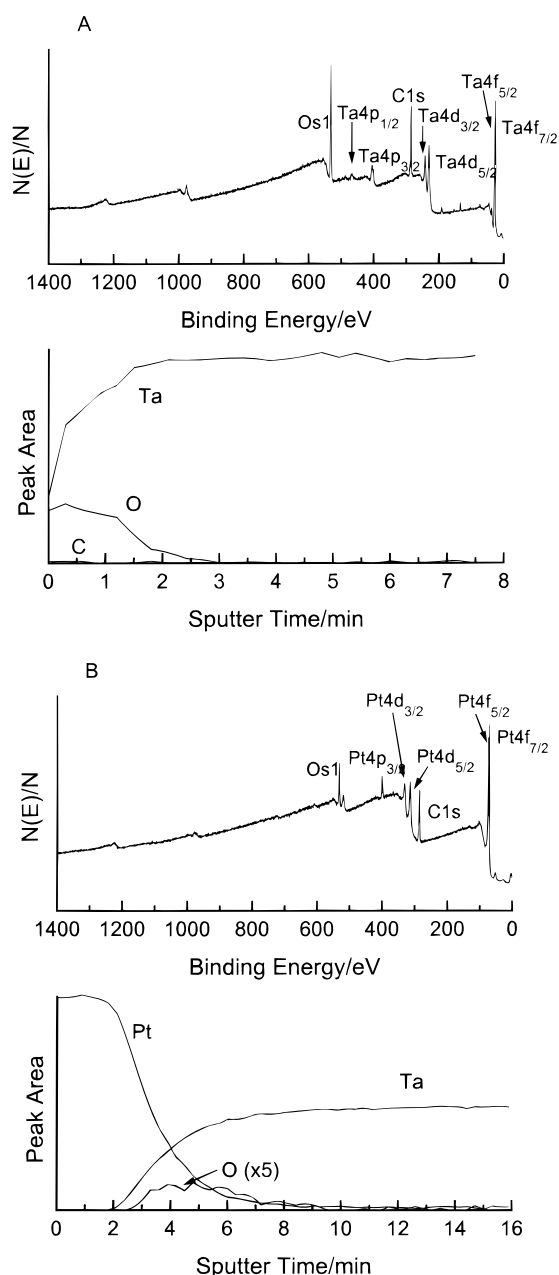 A
Os1
Ta4p1/2
Ta4p3/2
C1s
Ta4d3/2
Ta4d5/2
Ta4f5/2
Ta4f7/2
N(E)/N
1400 1200 1000 800 600 400 200 0
Binding Energy/eV
Peak Area
Ta
O
C
0 1 2 3 4 5 6 7 8
Sputter Time/min
B
Pt4d3/2
Pt4f5/2
Os1
Pt4p3/2
Pt4d5/2
Pt4f7/2
C1s
N(E)/N
1400 1200 1000 800 600 400 200 0
Binding Energy/eV
Peak Area
Pt
Ta
O (x5)
0 2 4 6 8 10 12 14 16
Sputter Time/min